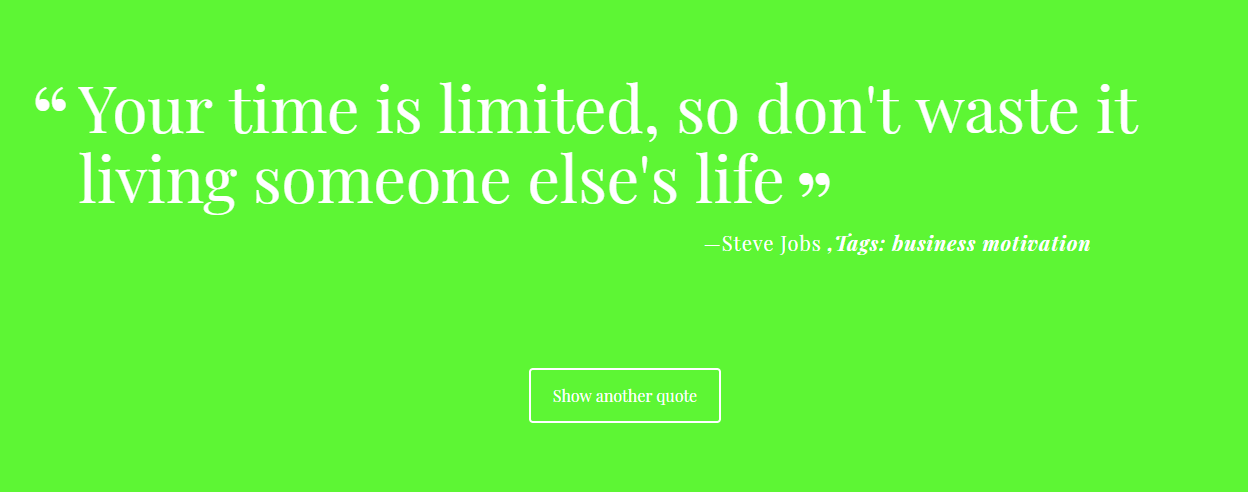 “ Your time is limited, so don't waste it
living someone else's life ”
—Steve Jobs ,Tags: business motivation
Show another quote